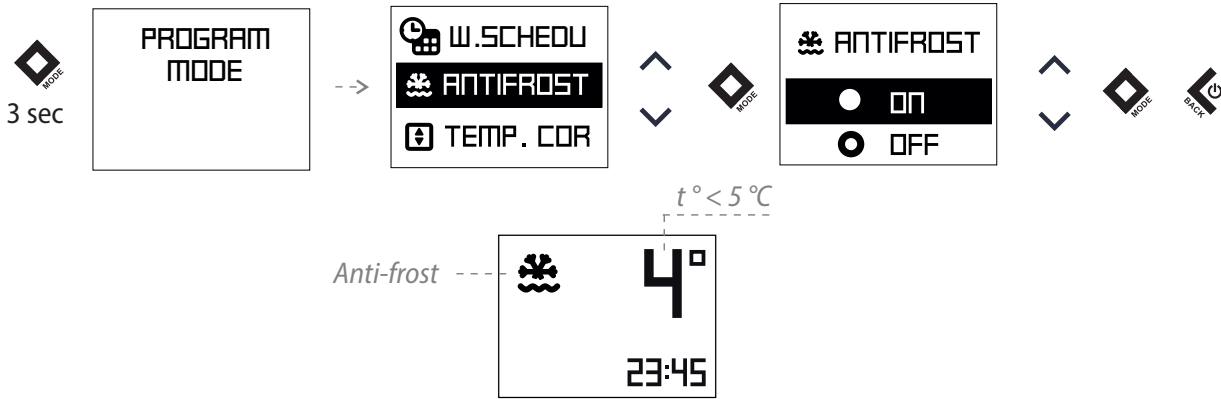 MODE
3 sec
PROGRAM
MODE
W.SCHEDU
ANTIFROST
TEMP. COR
MODE
ANTIFROST
ON
OFF
MODE
BACK
t° < 5 °C
Anti-frost
4°
23:45